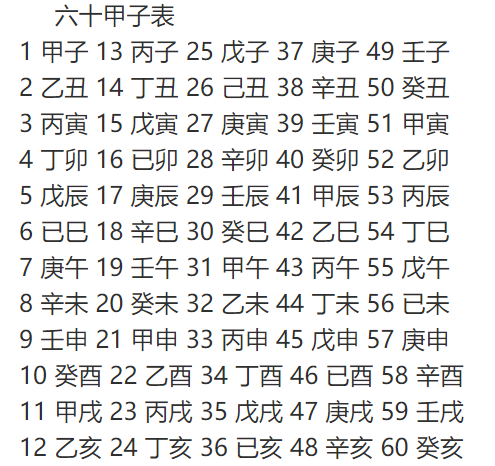 六十甲子表
1 甲子 13 丙子 25 戊子 37 庚子 49 壬子
2 乙丑 14 丁丑 26 己丑 38 辛丑 50 癸丑
3 丙寅 15 戊寅 27 庚寅 39 壬寅 51 甲寅
4 丁卯 16 已卯 28 辛卯 40 癸卯 52 乙卯
5 戊辰 17 庚辰 29 壬辰 41 甲辰 53 丙辰
6 已巳 18 辛巳 30 癸巳 42 乙巳 54 丁巳
7 庚午 19 壬午 31 甲午 43 丙午 55 戊午
8 辛未 20 癸未 32 乙未 44 丁未 56 已未
9 壬申 21 甲申 33 丙申 45 戊申 57 庚申
10 癸酉 22 乙酉 34 丁酉 46 已酉 58 辛酉
11 甲戌 23 丙戌 35 戊戌 47 庚戌 59 壬戌
12 乙亥 24 丁亥 36 已亥 48 辛亥 60 癸亥